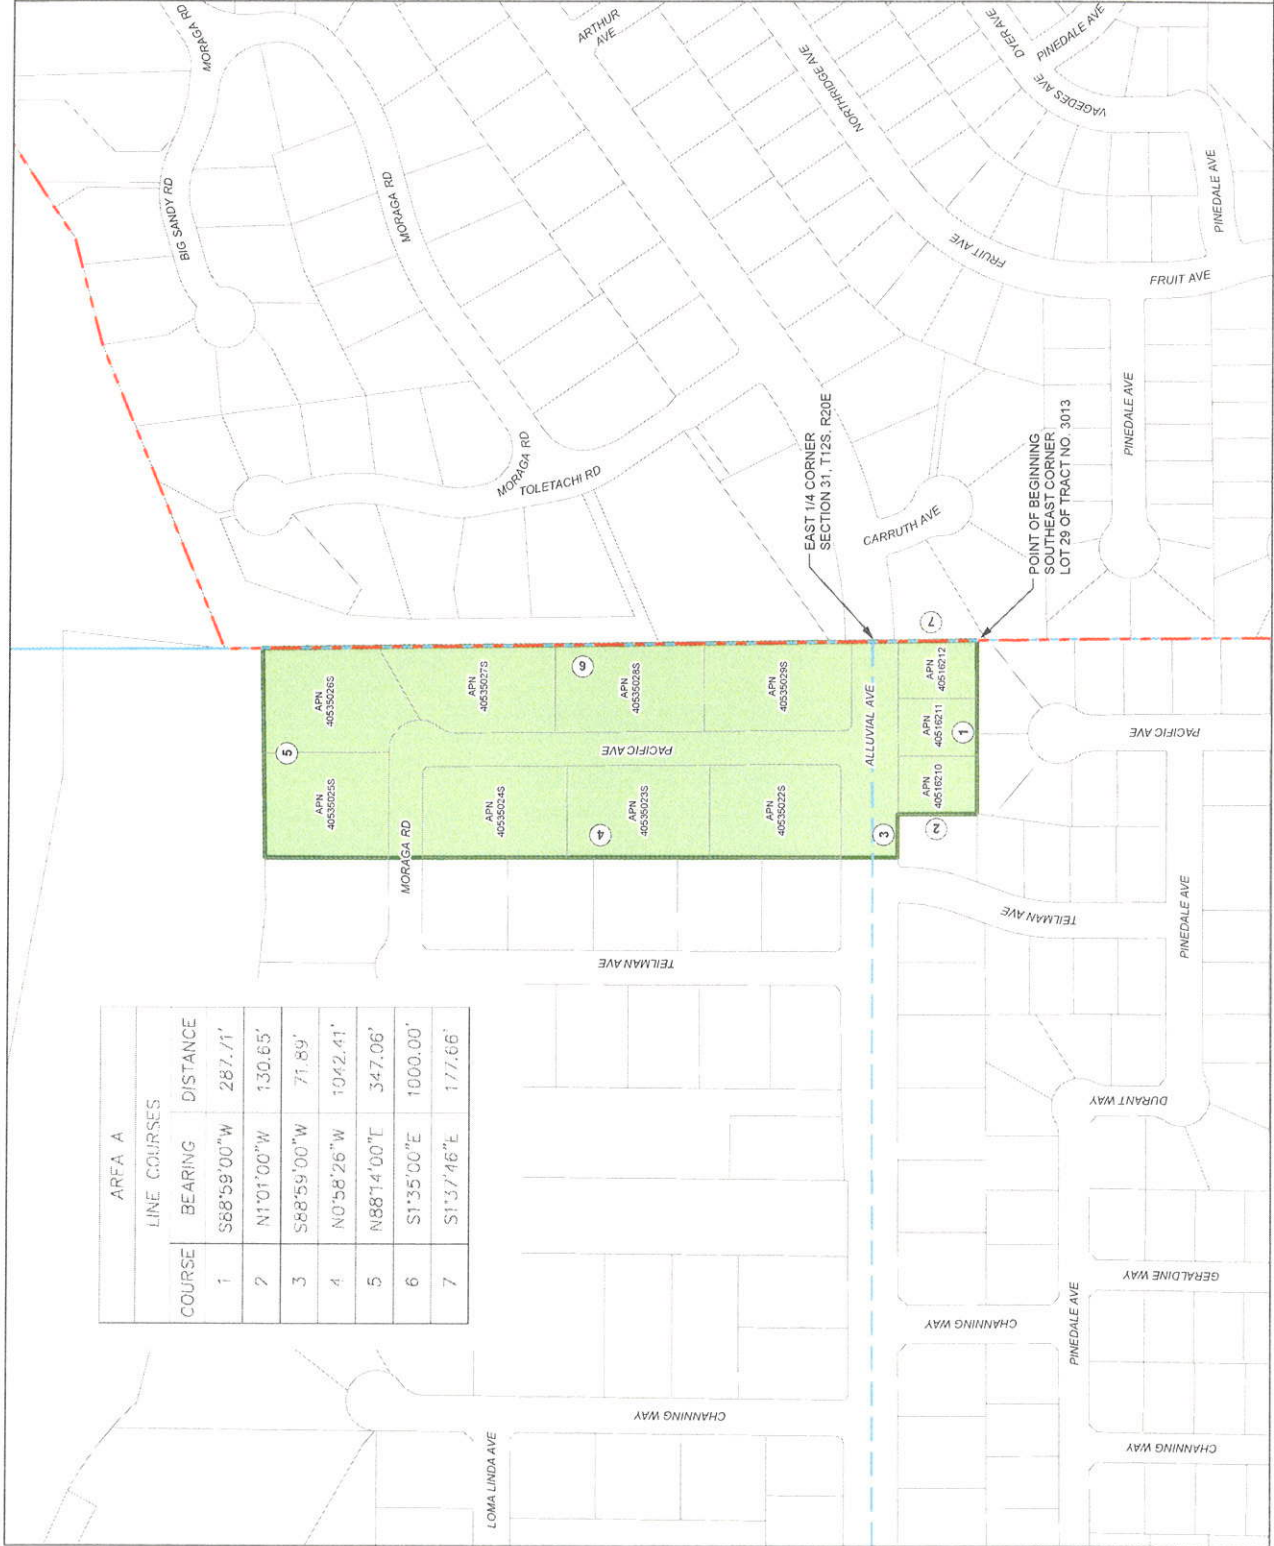 MORAGA RD
ARTHUR
AVE
DYER AVE
PINEDALE AVE
NORTHRIDGE AVE
VAGEDES AVE
BIG SANDY RD
MORAGA RD
PINEDALE AVE
FRUIT AVE
FRUIT AVE
MORAGA RD
TOLETACHI RD
EAST 1/4 CORNER
SECTION 31, T12S, R20E
PINEDALE AVE
CARRUTH AVE
POINT OF BEGINNING
SOUTHEAST CORNER
LOT 29 OF TRACT NO. 3013
7
APN
40535026S
APN
40535027S
6
APN
40535028S
APN
40535029S
APN
40516212
5
PACIFIC AVE
ALLUVIAL AVE
APN
40516211
1
PACIFIC AVE
APN
40535025S
APN
40535024S
APN
40535023S
APN
40535022S
APN
40516210
4
3
2
MORAGA RD
TEILMAN AVE
TEILMAN AVE
PINEDALE AVE
AREA A
LINE COURSES
COURSE BEARING DISTANCE
1 S88°59'00"W 287.71'
2 N1°01'00"W 130.65'
3 S88°59'00"W 71.89'
4 N0°58'26"W 1042.41'
5 N88°14'00"E 347.06'
6 S1°35'00"E 1000.00'
7 S1°37'46"E 177.66'
DURANT WAY
GERALDINE WAY
CHANNING WAY
PINEDALE AVE
CHANNING WAY
CHANNING WAY
LOMA LINDA AVE